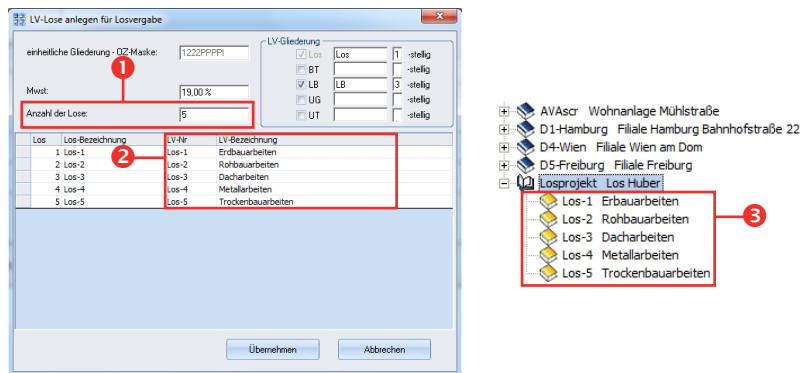 LV-Lose anlegen für Losvergabe
x
einheitliche Gliederung - OZ-Maske: 1222PPPPI
LV-Gliederung
Los Los 1 -stellig
BT -stellig
LB LB 3 -stellig
UG -stellig
UT -stellig
1
Mwst: 19,00 %
Anzahl der Lose: 5
Los Los-Bezeichnung LV-Nr LV-Bezeichnung
2
1 Los-1 Los-1 Erdbauarbeiten
2 Los-2 Los-2 Rohbauarbeiten
3 Los-3 Los-3 Dacharbeiten
4 Los-4 Los-4 Metallarbeiten
5 Los-5 Los-5 Trockenbauarbeiten
Übernehmen Abbrechen
AVAscr Wohnanlage Mühlstraße
D1-Hamburg Filiale Hamburg Bahnhofstraße 22
D4-Wien Filiale Wien am Dom
D5-Freiburg Filiale Freiburg
Losprojekt Los Huber
Los-1 Erbauarbeiten
Los-2 Rohbauarbeiten
3
Los-3 Dacharbeiten
Los-4 Metallarbeiten
Los-5 Trockenbauarbeiten